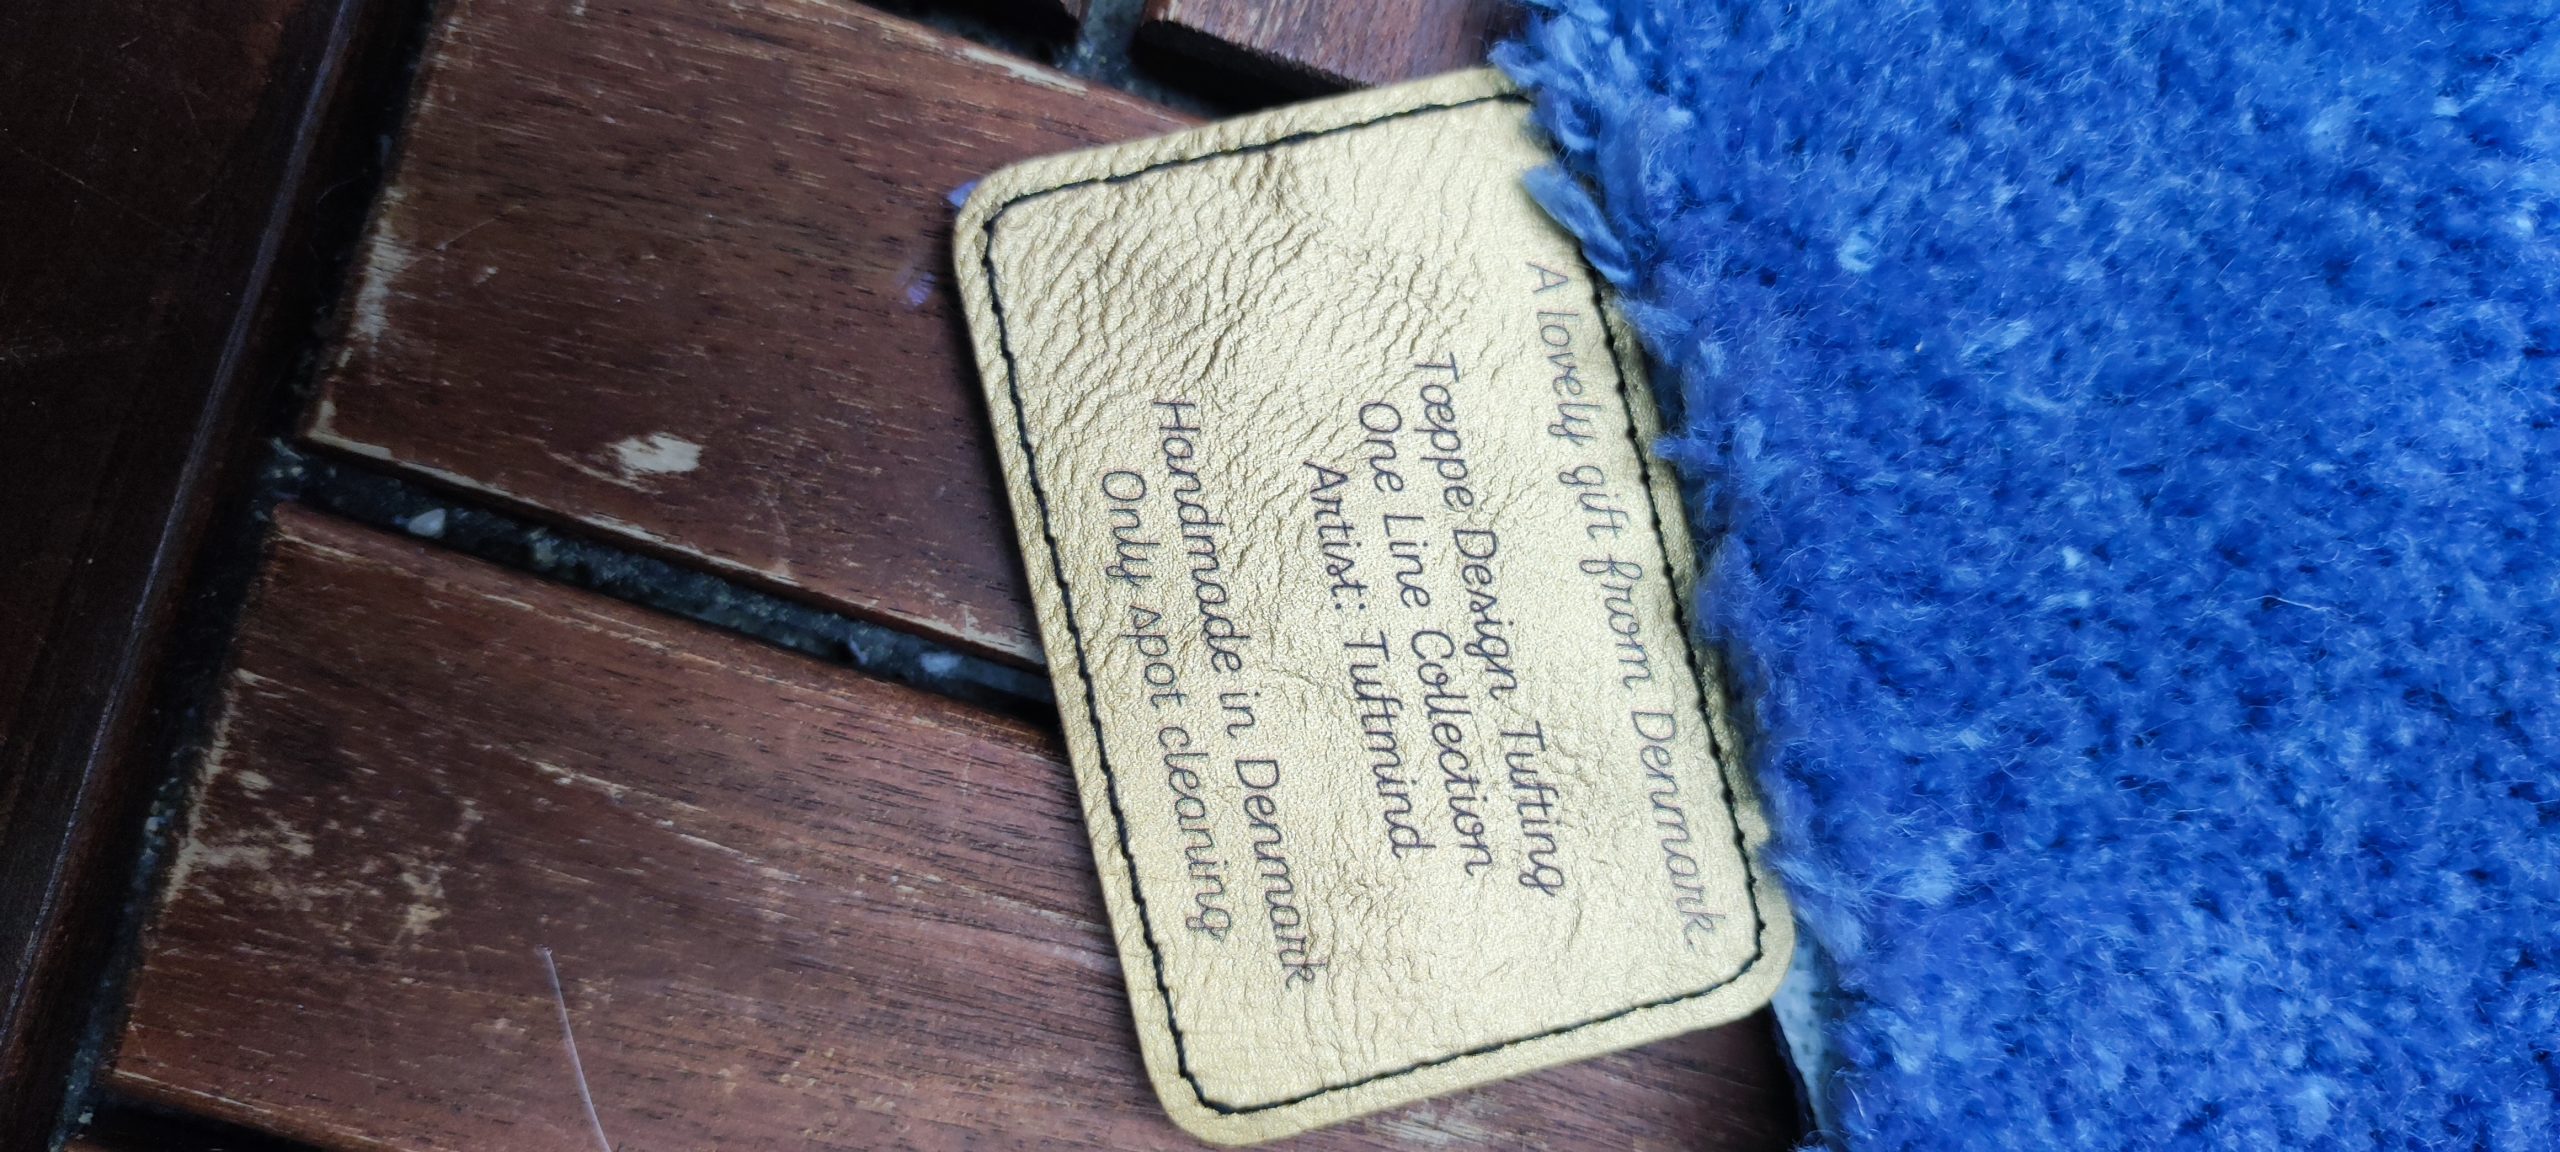 A lovely gift from Denmark.
Tæppe Design Tufting
One Line Collection
Artist: Tuftmind
Handmade in Denmark
Only spot cleaning